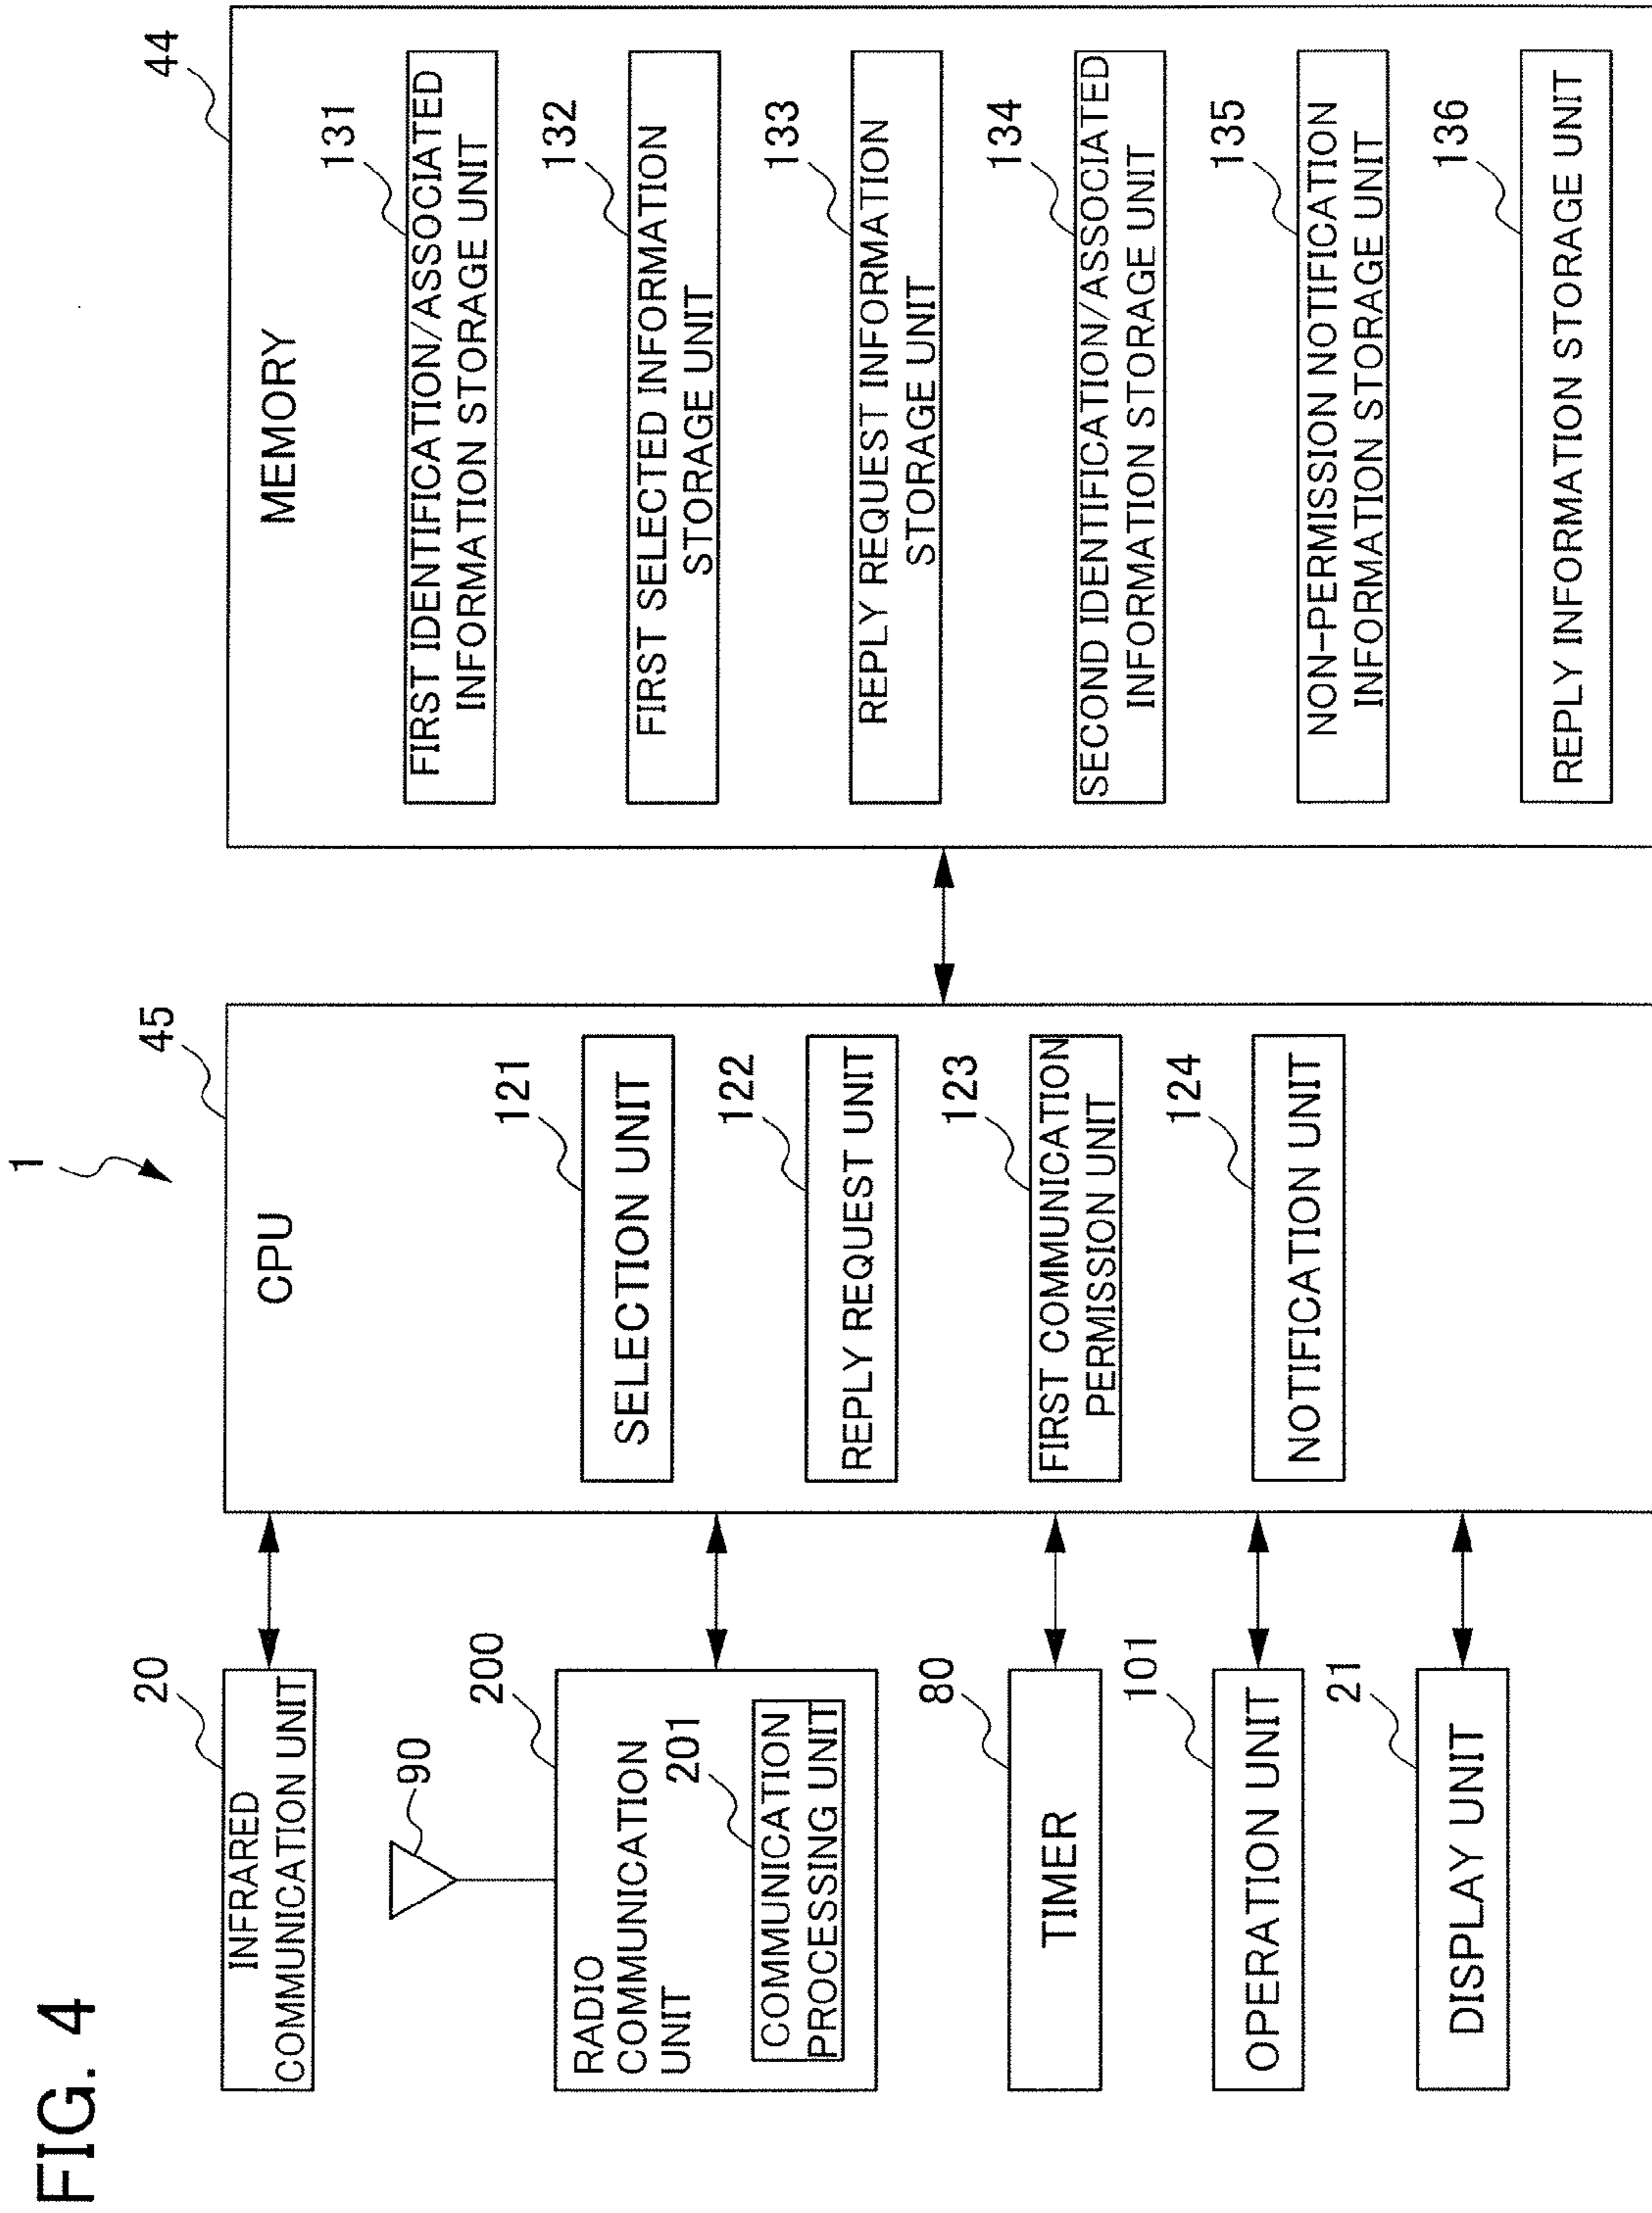 FIG. 4
1
20
INFRARED
COMMUNICATION UNIT
90
200
RADIO
COMMUNICATION
UNIT
201
COMMUNICATION
PROCESSING UNIT
80
TIMER
101
OPERATION UNIT
21
DISPLAY UNIT
45
CPU
121
SELECTION UNIT
122
REPLY REQUEST UNIT
123
FIRST COMMUNICATION
PERMISSION UNIT
124
NOTIFICATION UNIT
44
MEMORY
131
FIRST IDENTIFICATION/ASSOCIATED
INFORMATION STORAGE UNIT
132
FIRST SELECTED INFORMATION
STORAGE UNIT
133
REPLY REQUEST INFORMATION
STORAGE UNIT
134
SECOND IDENTIFICATION/ASSOCIATED
INFORMATION STORAGE UNIT
135
NON-PERMISSION NOTIFICATION
INFORMATION STORAGE UNIT
136
REPLY INFORMATION STORAGE UNIT